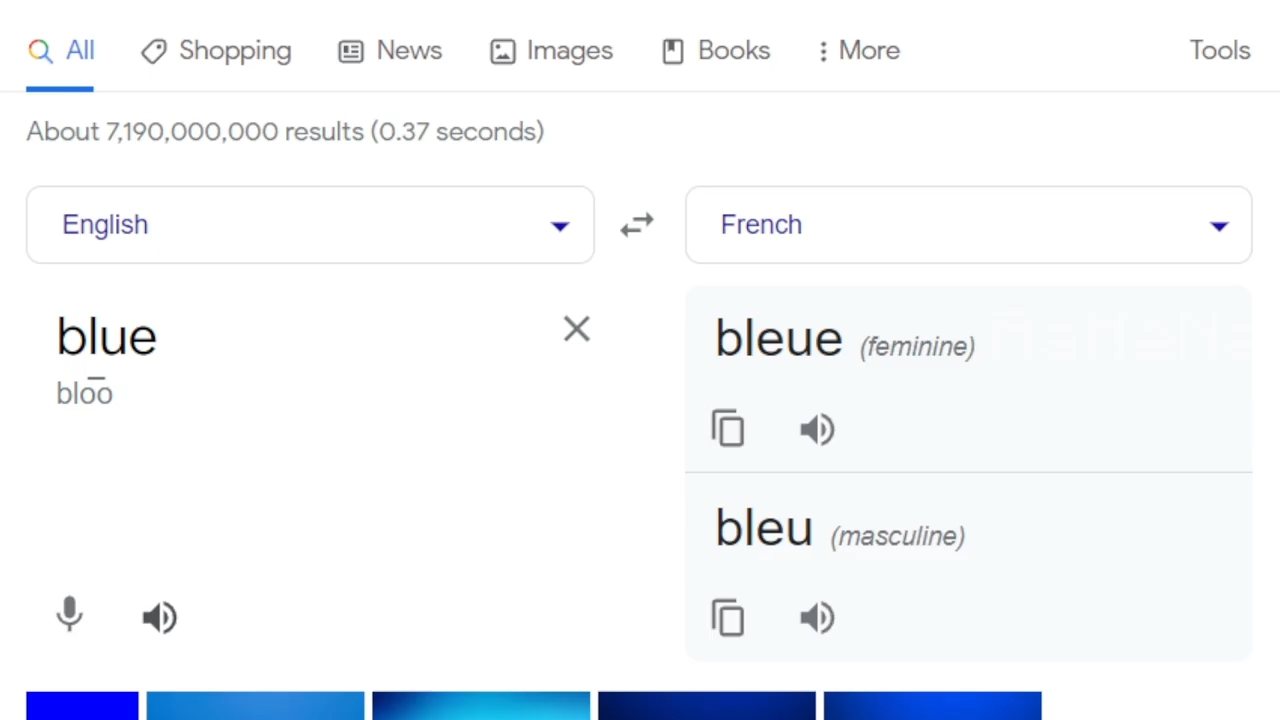 All Shopping News Images Books More Tools
About 7,190,000,000 results (0.37 seconds)
English French
blue
blo͞o
bleue (feminine)
bleu (masculine)